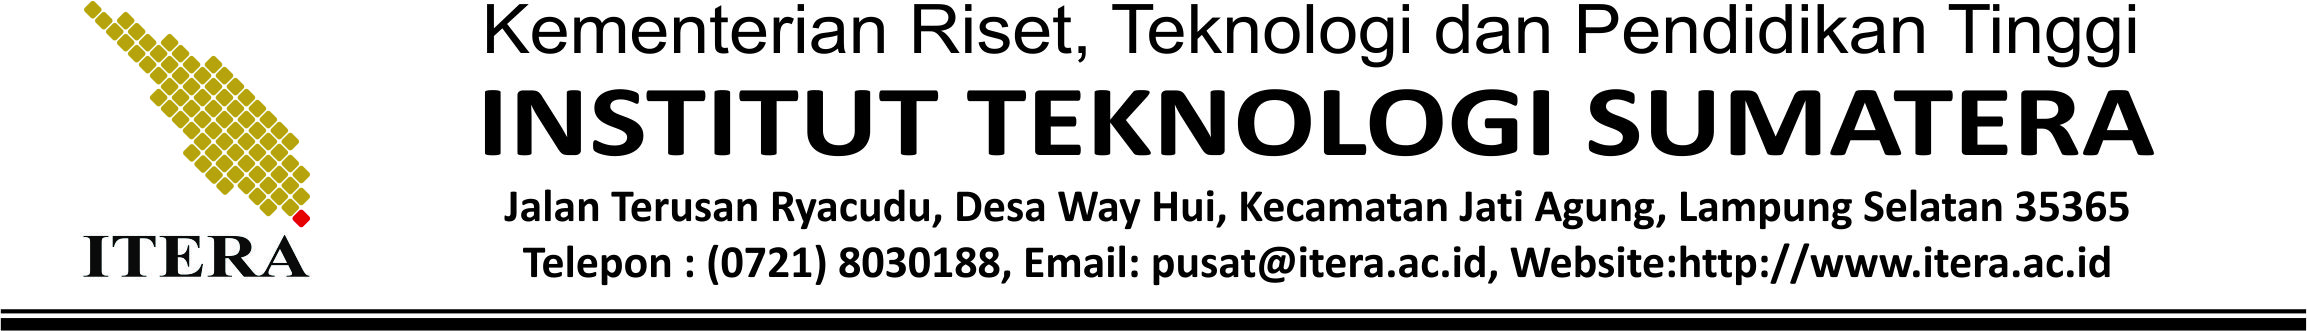 Kementerian Riset, Teknologi dan Pendidikan Tinggi
INSTITUT TEKNOLOGI SUMATERA
Jalan Terusan Ryacudu, Desa Way Hui, Kecamatan Jati Agung, Lampung Selatan 35365
Telepon : (0721) 8030188, Email: pusat@itera.ac.id, Website:http://www.itera.ac.id
ITERA